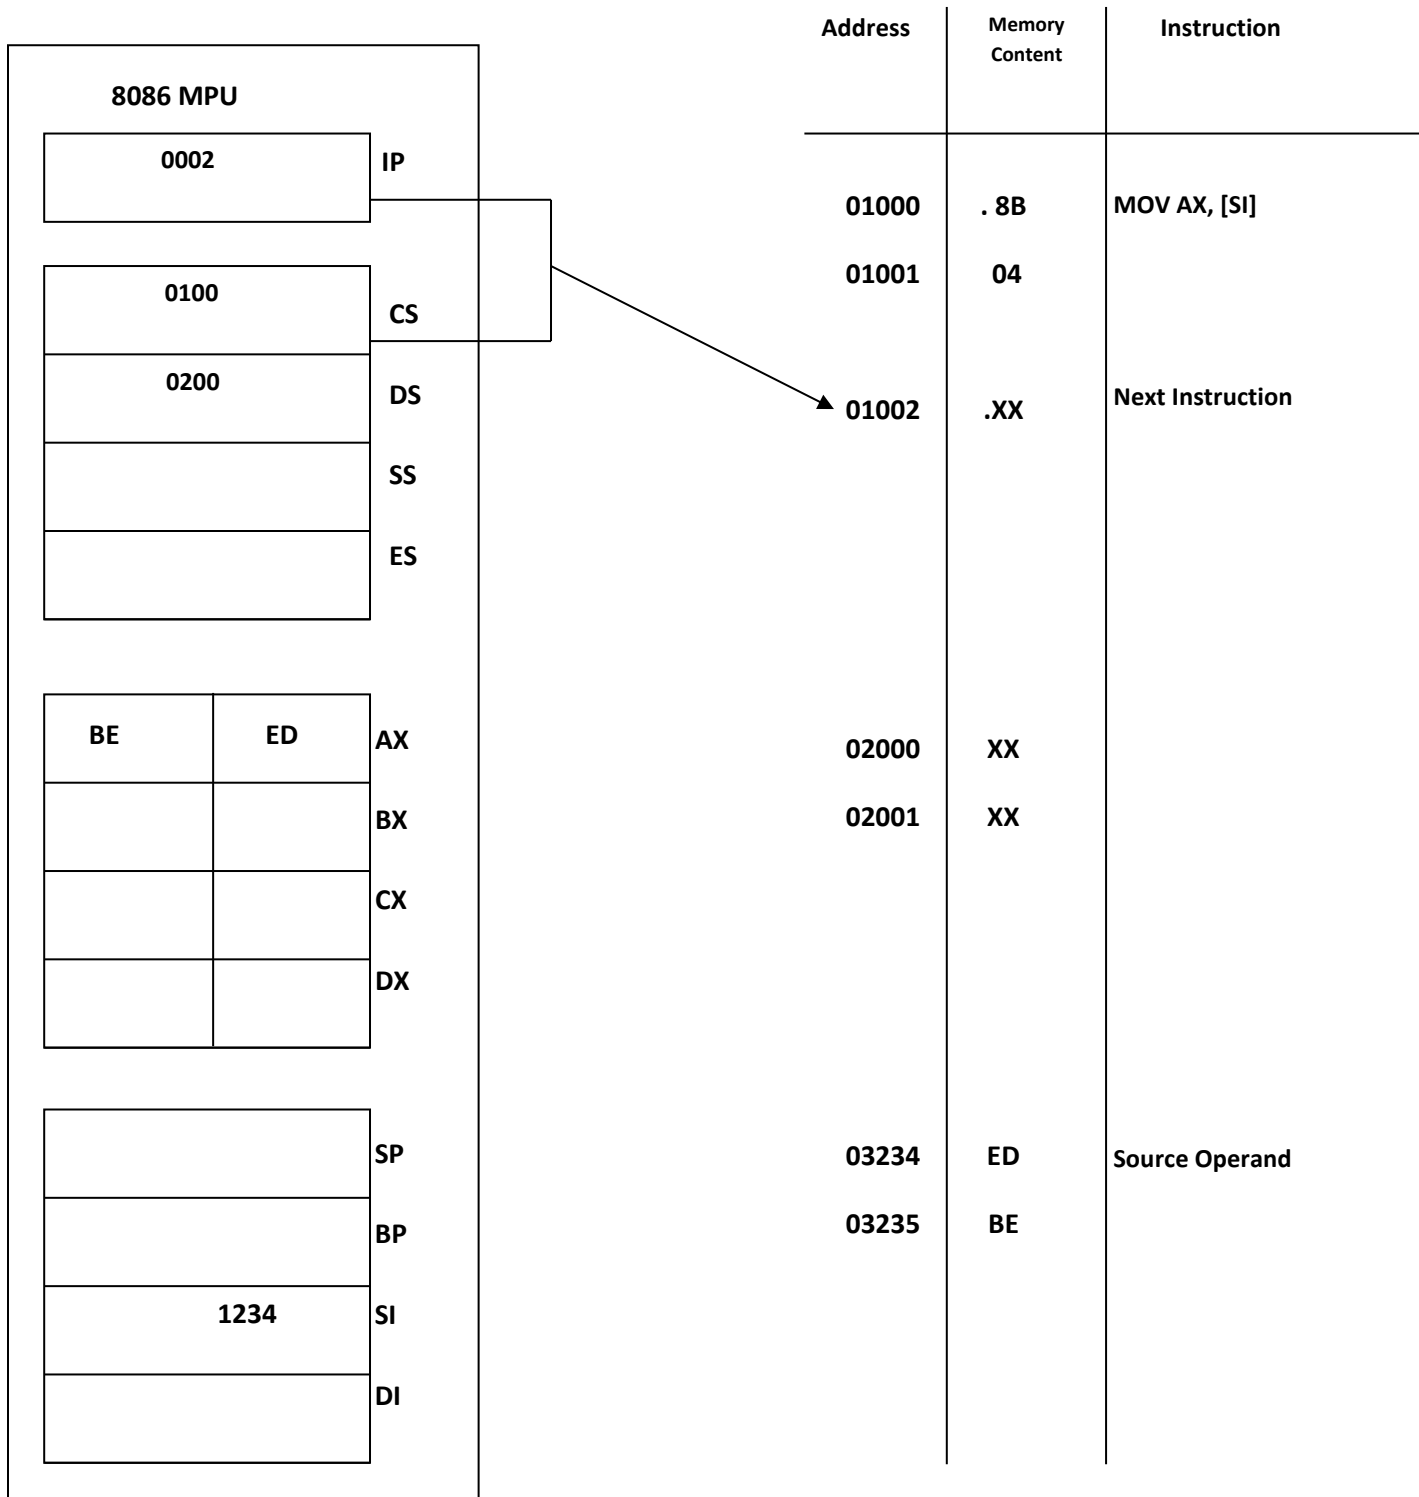 8086 MPU
0002 IP
0100 CS
0200 DS
SS
ES
BE ED AX
BX
CX
DX
SP
BP
1234 SI
DI
Address Memory Content Instruction
01000 . 8B MOV AX, [SI]
01001 04
01002 .XX Next Instruction
02000 XX
02001 XX
03234 ED Source Operand
03235 BE